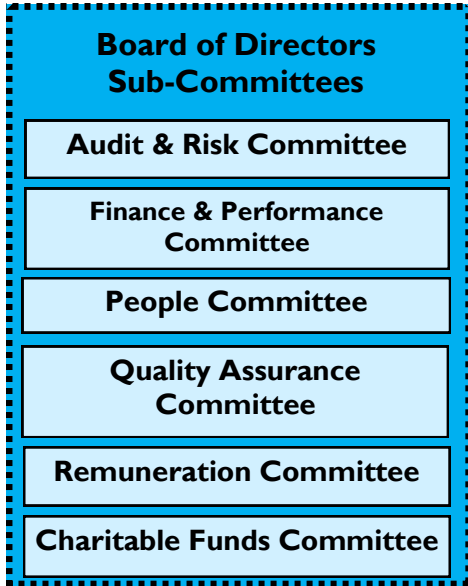 Board of Directors
Sub-Committees
Audit & Risk Committee
Finance & Performance
Committee
People Committee
Quality Assurance
Committee
Remuneration Committee
Charitable Funds Committee